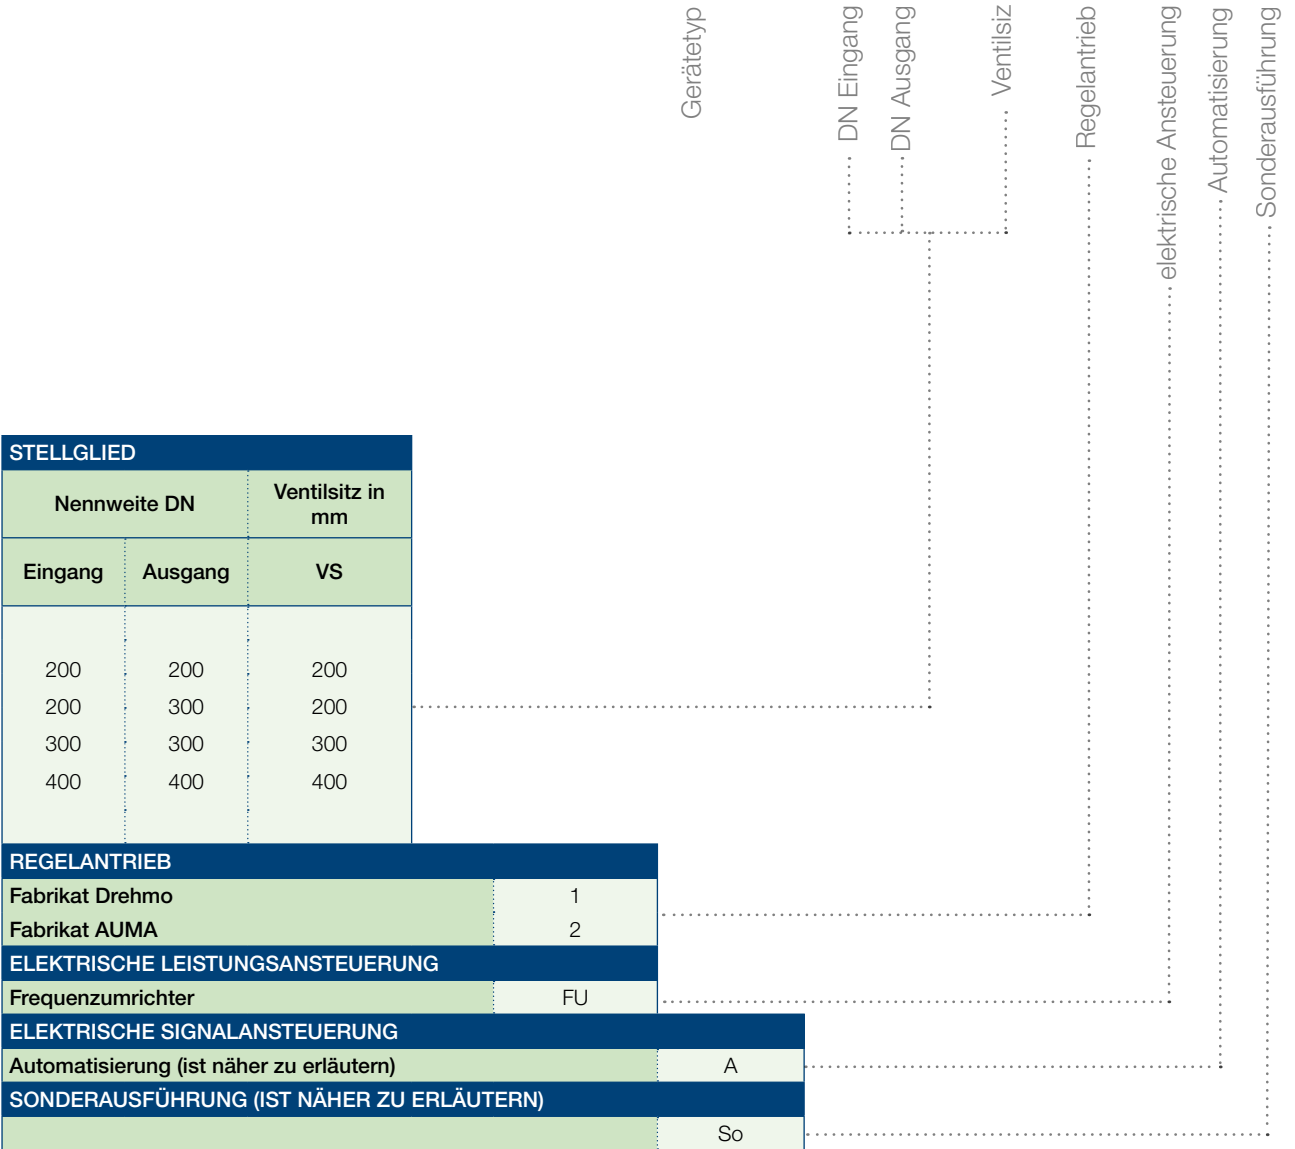 Gerätetyp
DN Eingang
DN Ausgang
Ventilsiz
Regelantrieb
elektrische Ansteuerung
Automatisierung
Sonderausführung
STELLGLIED
Nennweite DN
Ventilsitz in
mm
Eingang Ausgang VS
200 200 200
200 300 200
300 300 300
400 400 400
REGELANTRIEB
Fabrikat Drehmo 1
Fabrikat AUMA 2
ELEKTRISCHE LEISTUNGSANSTEUERUNG
Frequenzumrichter FU
ELEKTRISCHE SIGNALANSTEUERUNG
Automatisierung (ist näher zu erläutern) A
SONDERAUSFÜHRUNG (IST NÄHER ZU ERLÄUTERN)
So